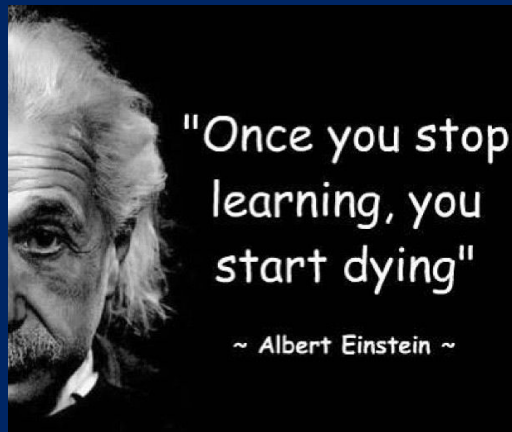 "Once you stop
learning, you
start dying"
~ Albert Einstein ~